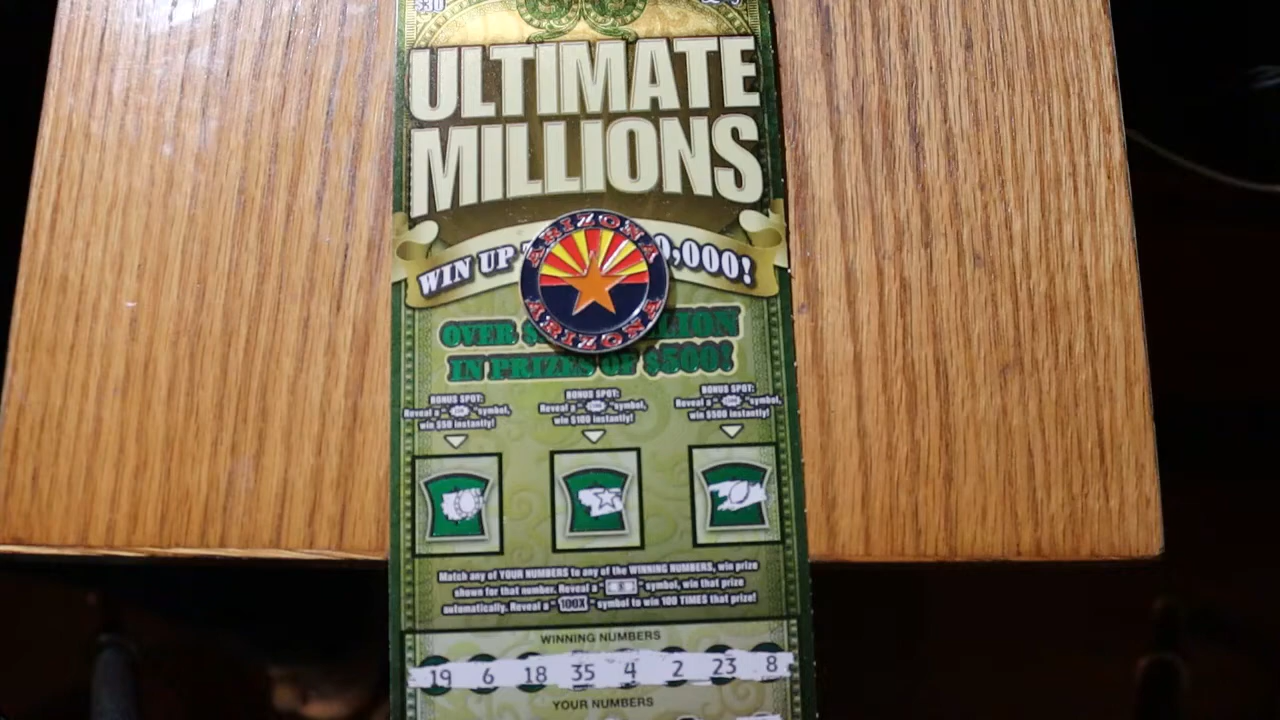 $30
ULTIMATE
MILLIONS
ARIZONA
WIN UP 0,000!
ARIZONA
OVER $ LION
IN PRIZES OF $500!
BONUS SPOT:
Reveal a " " symbol,
win $50 instantly!
BONUS SPOT:
Reveal a " " symbol,
win $100 instantly!
BONUS SPOT:
Reveal a " " symbol,
win $500 instantly!
Match any of YOUR NUMBERS to any of the WINNING NUMBERS, win prize
shown for that number. Reveal a " " symbol, win that prize
automatically. Reveal a "100X" symbol to win 100 TIMES that prize!
WINNING NUMBERS
19 6 18 35 4 2 23 8
YOUR NUMBERS